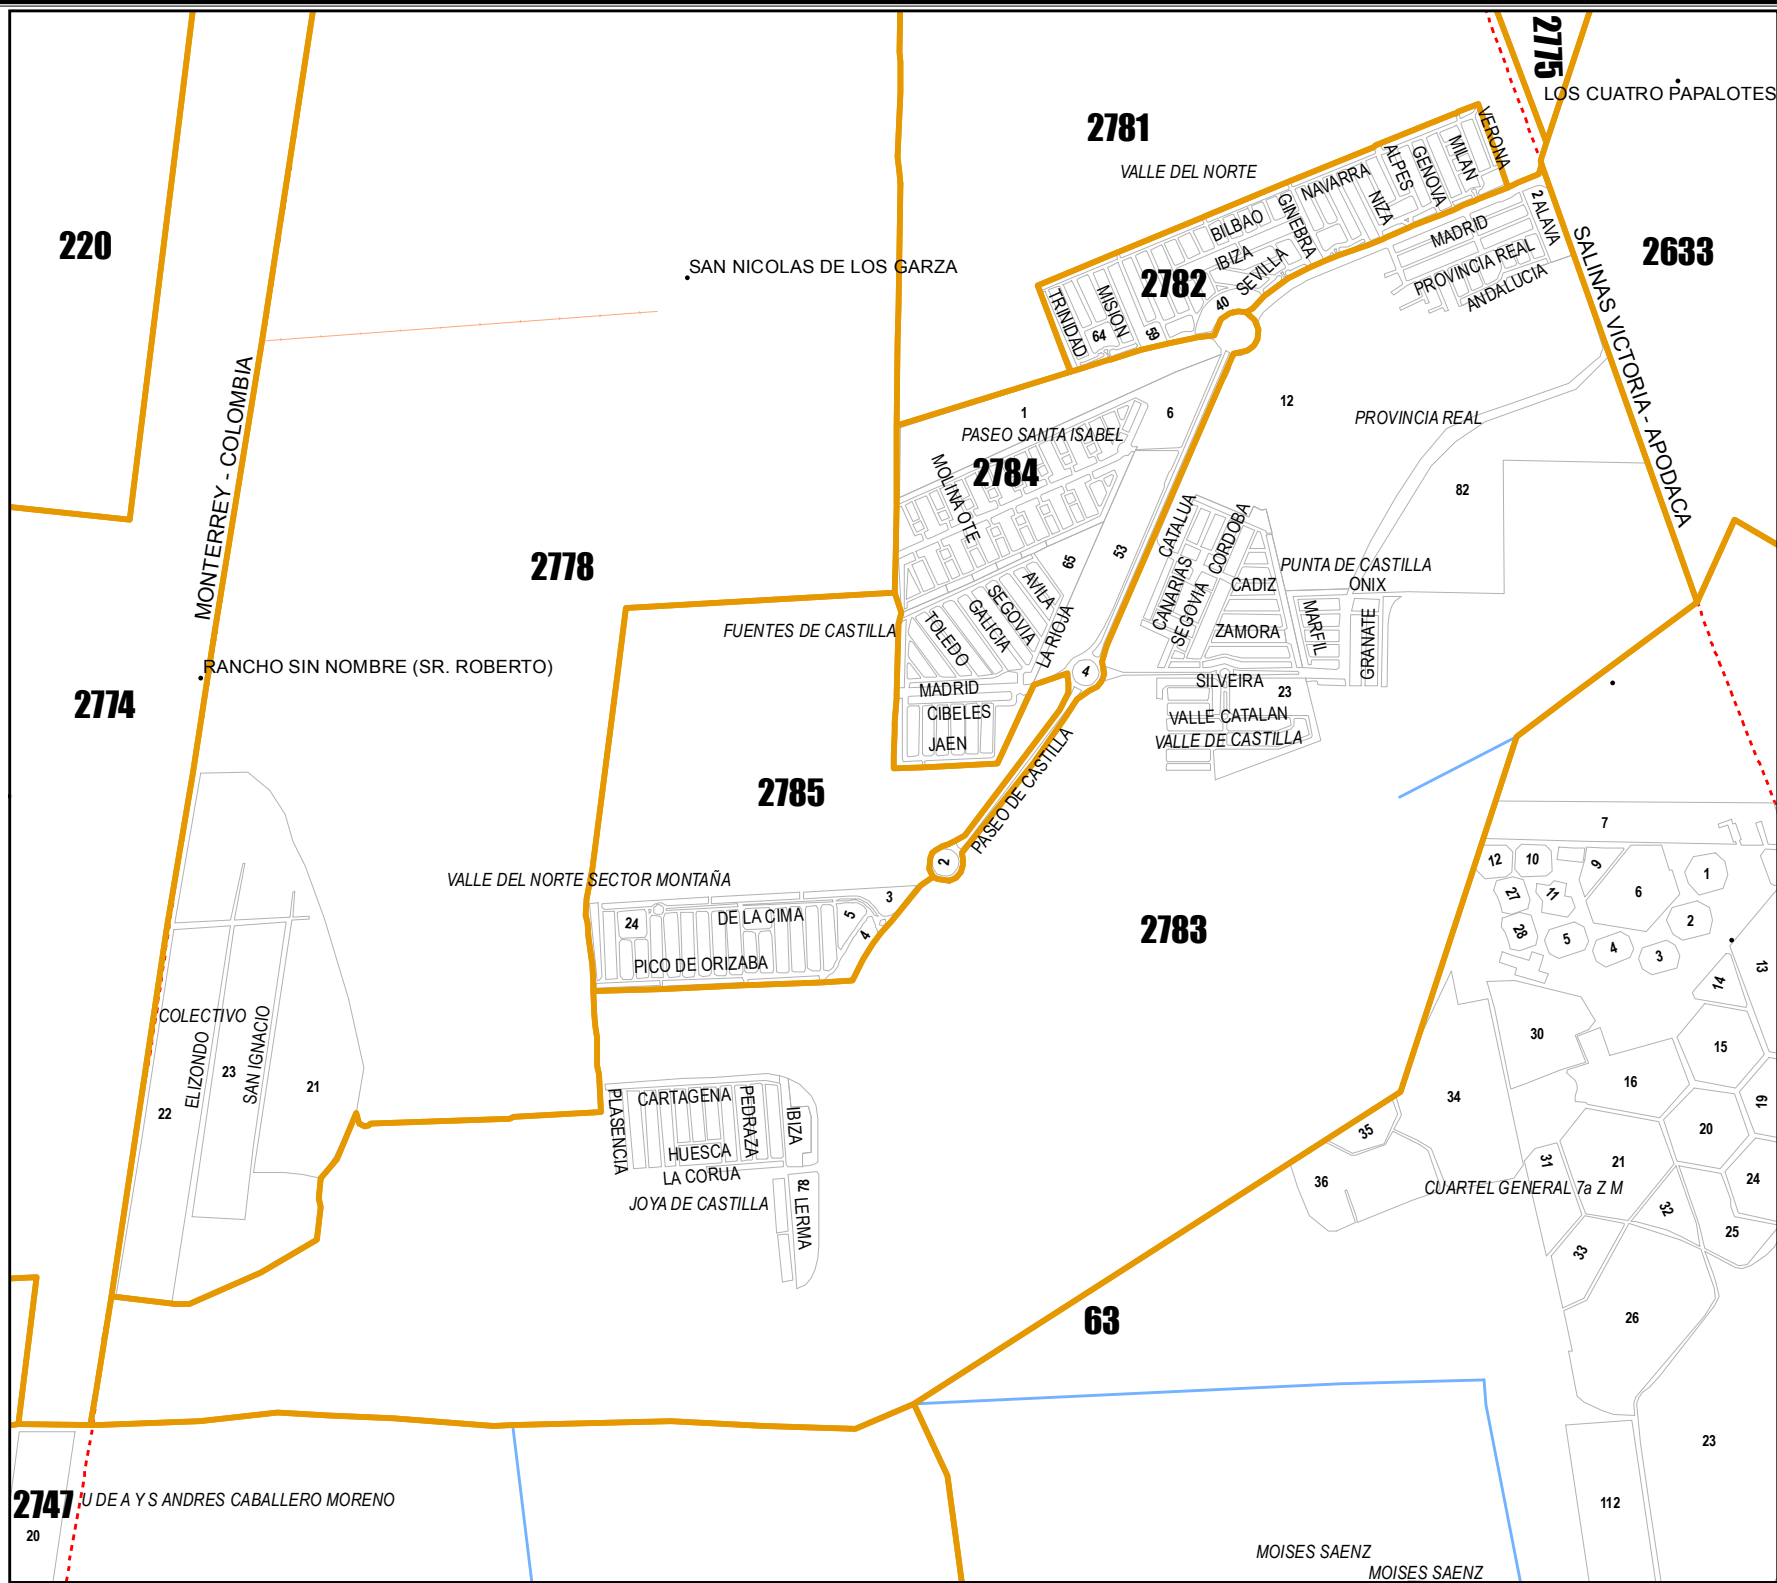 2775
LOS CUATRO PAPALOTES
2781
VALLE DEL NORTE
VERONA
MILAN
GENOVA
ALPES
NAVARRA
NIZA
GINEBRA
BILBAO
IBIZA
SEVILLA
2782
40
MISION
TRINIDAD
64
59
2
ALAVA
MADRID
PROVINCIA REAL
ANDALUCIA
SALINAS VICTORIA - APODACA
2633
220
SAN NICOLAS DE LOS GARZA
MONTERREY - COLOMBIA
1
6
12
PASEO SANTA ISABEL
PROVINCIA REAL
2784
MOLINA OTE
82
2778
53
65
CATALUA
CORDOBA
CANARIAS
SEGOVIA
CADIZ
PUNTA DE CASTILLA
ONIX
ZAMORA
MARFIL
GRANATE
AVILA
SEGOVIA
GALICIA
TOLEDO
LA RIOJA
FUENTES DE CASTILLA
RANCHO SIN NOMBRE (SR. ROBERTO)
4
MADRID
CIBELES
JAEN
SILVEIRA
23
VALLE CATALAN
VALLE DE CASTILLA
2774
2785
PASEO DE CASTILLA
2
VALLE DEL NORTE SECTOR MONTAÑA
3
24
DE LA CIMA
5
4
PICO DE ORIZABA
2783
7
12
10
9
1
27
11
6
2
28
5
4
3
13
14
30
15
16
19
34
20
35
21
31
24
36
CUARTEL GENERAL 7a Z M
32
25
33
26
COLECTIVO
ELIZONDO
23
SAN IGNACIO
21
22
CARTAGENA
PLASENCIA
PEDRAZA
IBIZA
HUESCA
LA CORUA
JOYA DE CASTILLA
78
LERMA
63
23
112
2747
U DE A Y S ANDRES CABALLERO MORENO
20
MOISES SAENZ
MOISES SAENZ